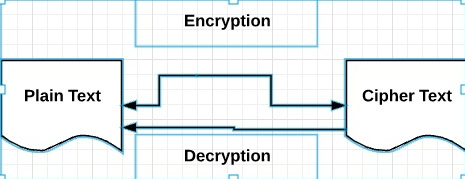 Encryption
Plain Text
Cipher Text
Decryption